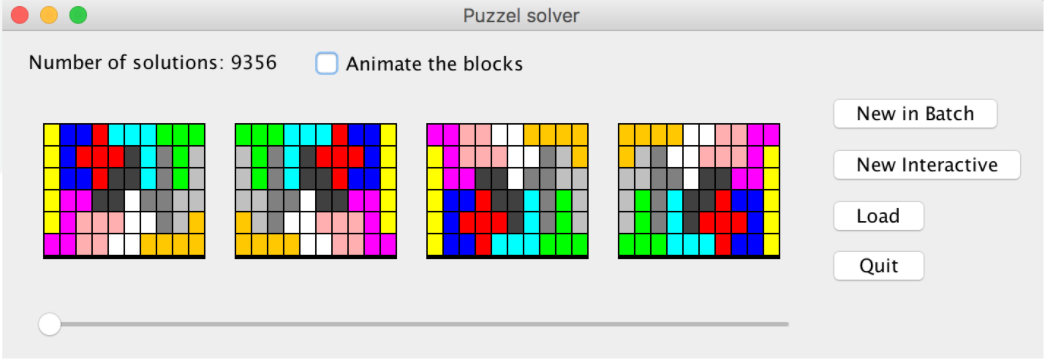 Puzzel solver
Number of solutions: 9356
Animate the blocks
New in Batch
New Interactive
Load
Quit